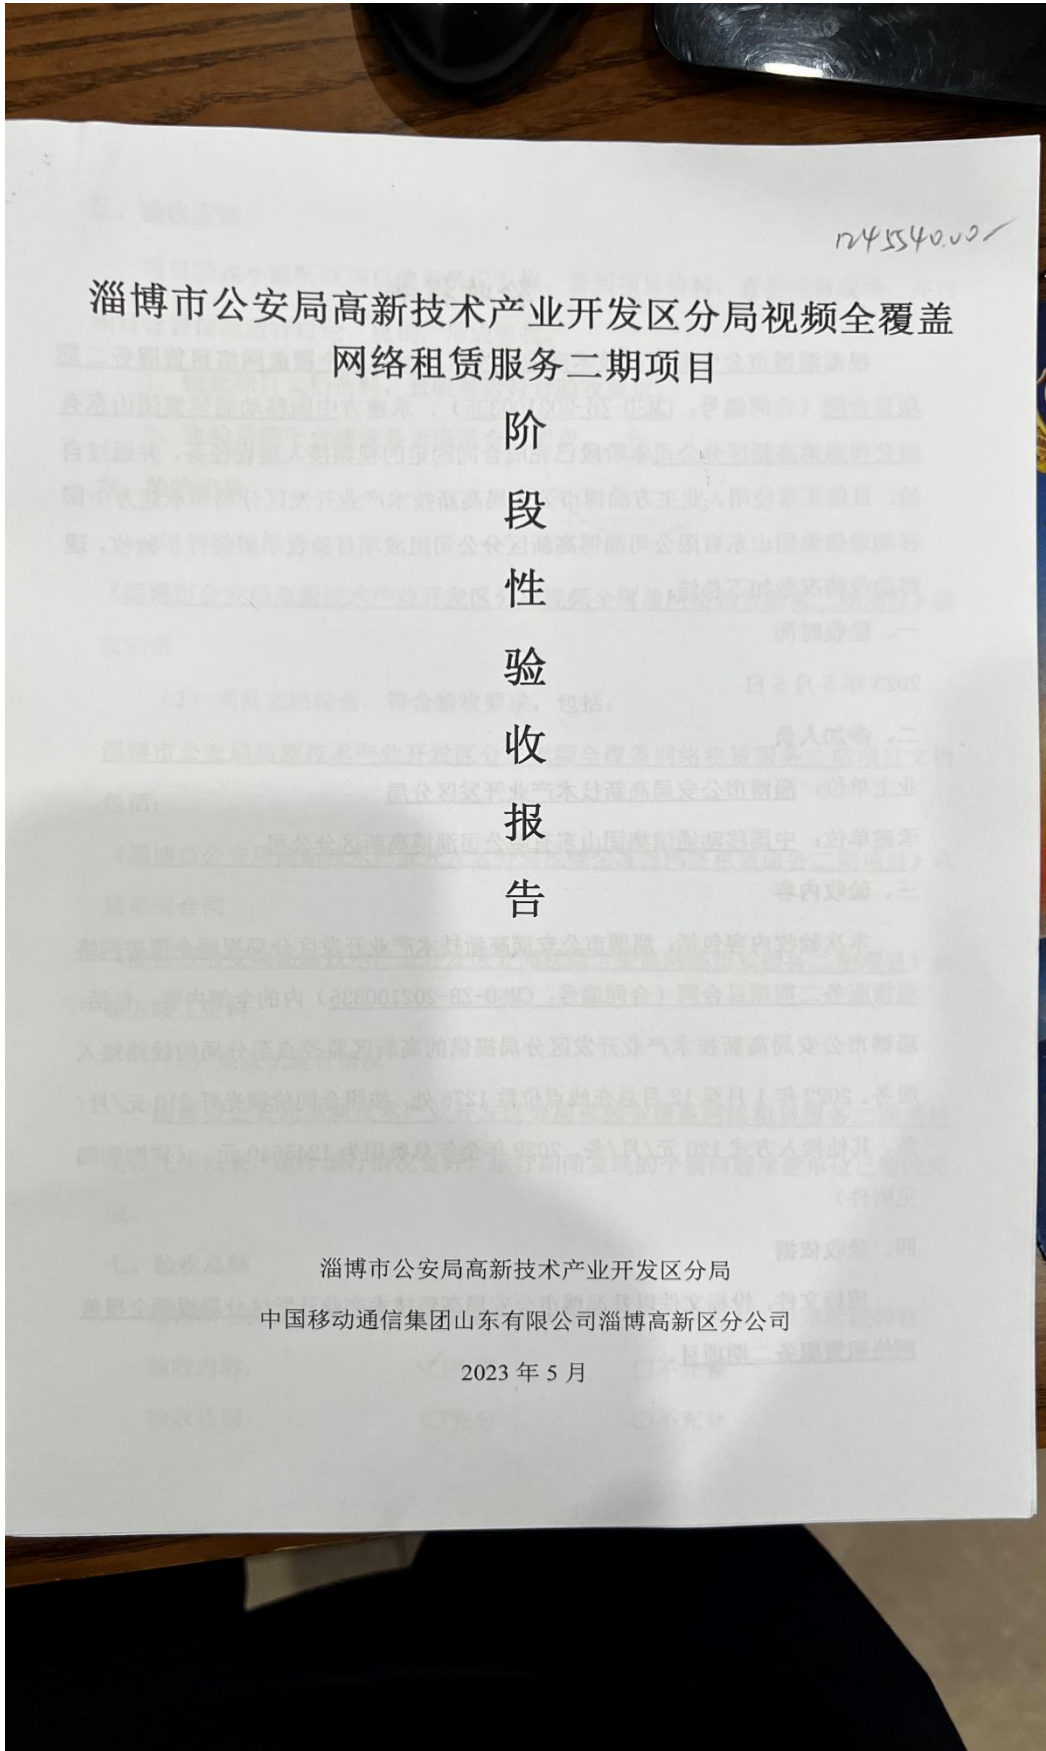 1245540.00
淄博市公安局高新技术产业开发区分局视频全覆盖
网络租赁服务二期项目
阶
段
性
验
收
报
告
淄博市公安局高新技术产业开发区分局
中国移动通信集团山东有限公司淄博高新区分公司
2023 年 5 月